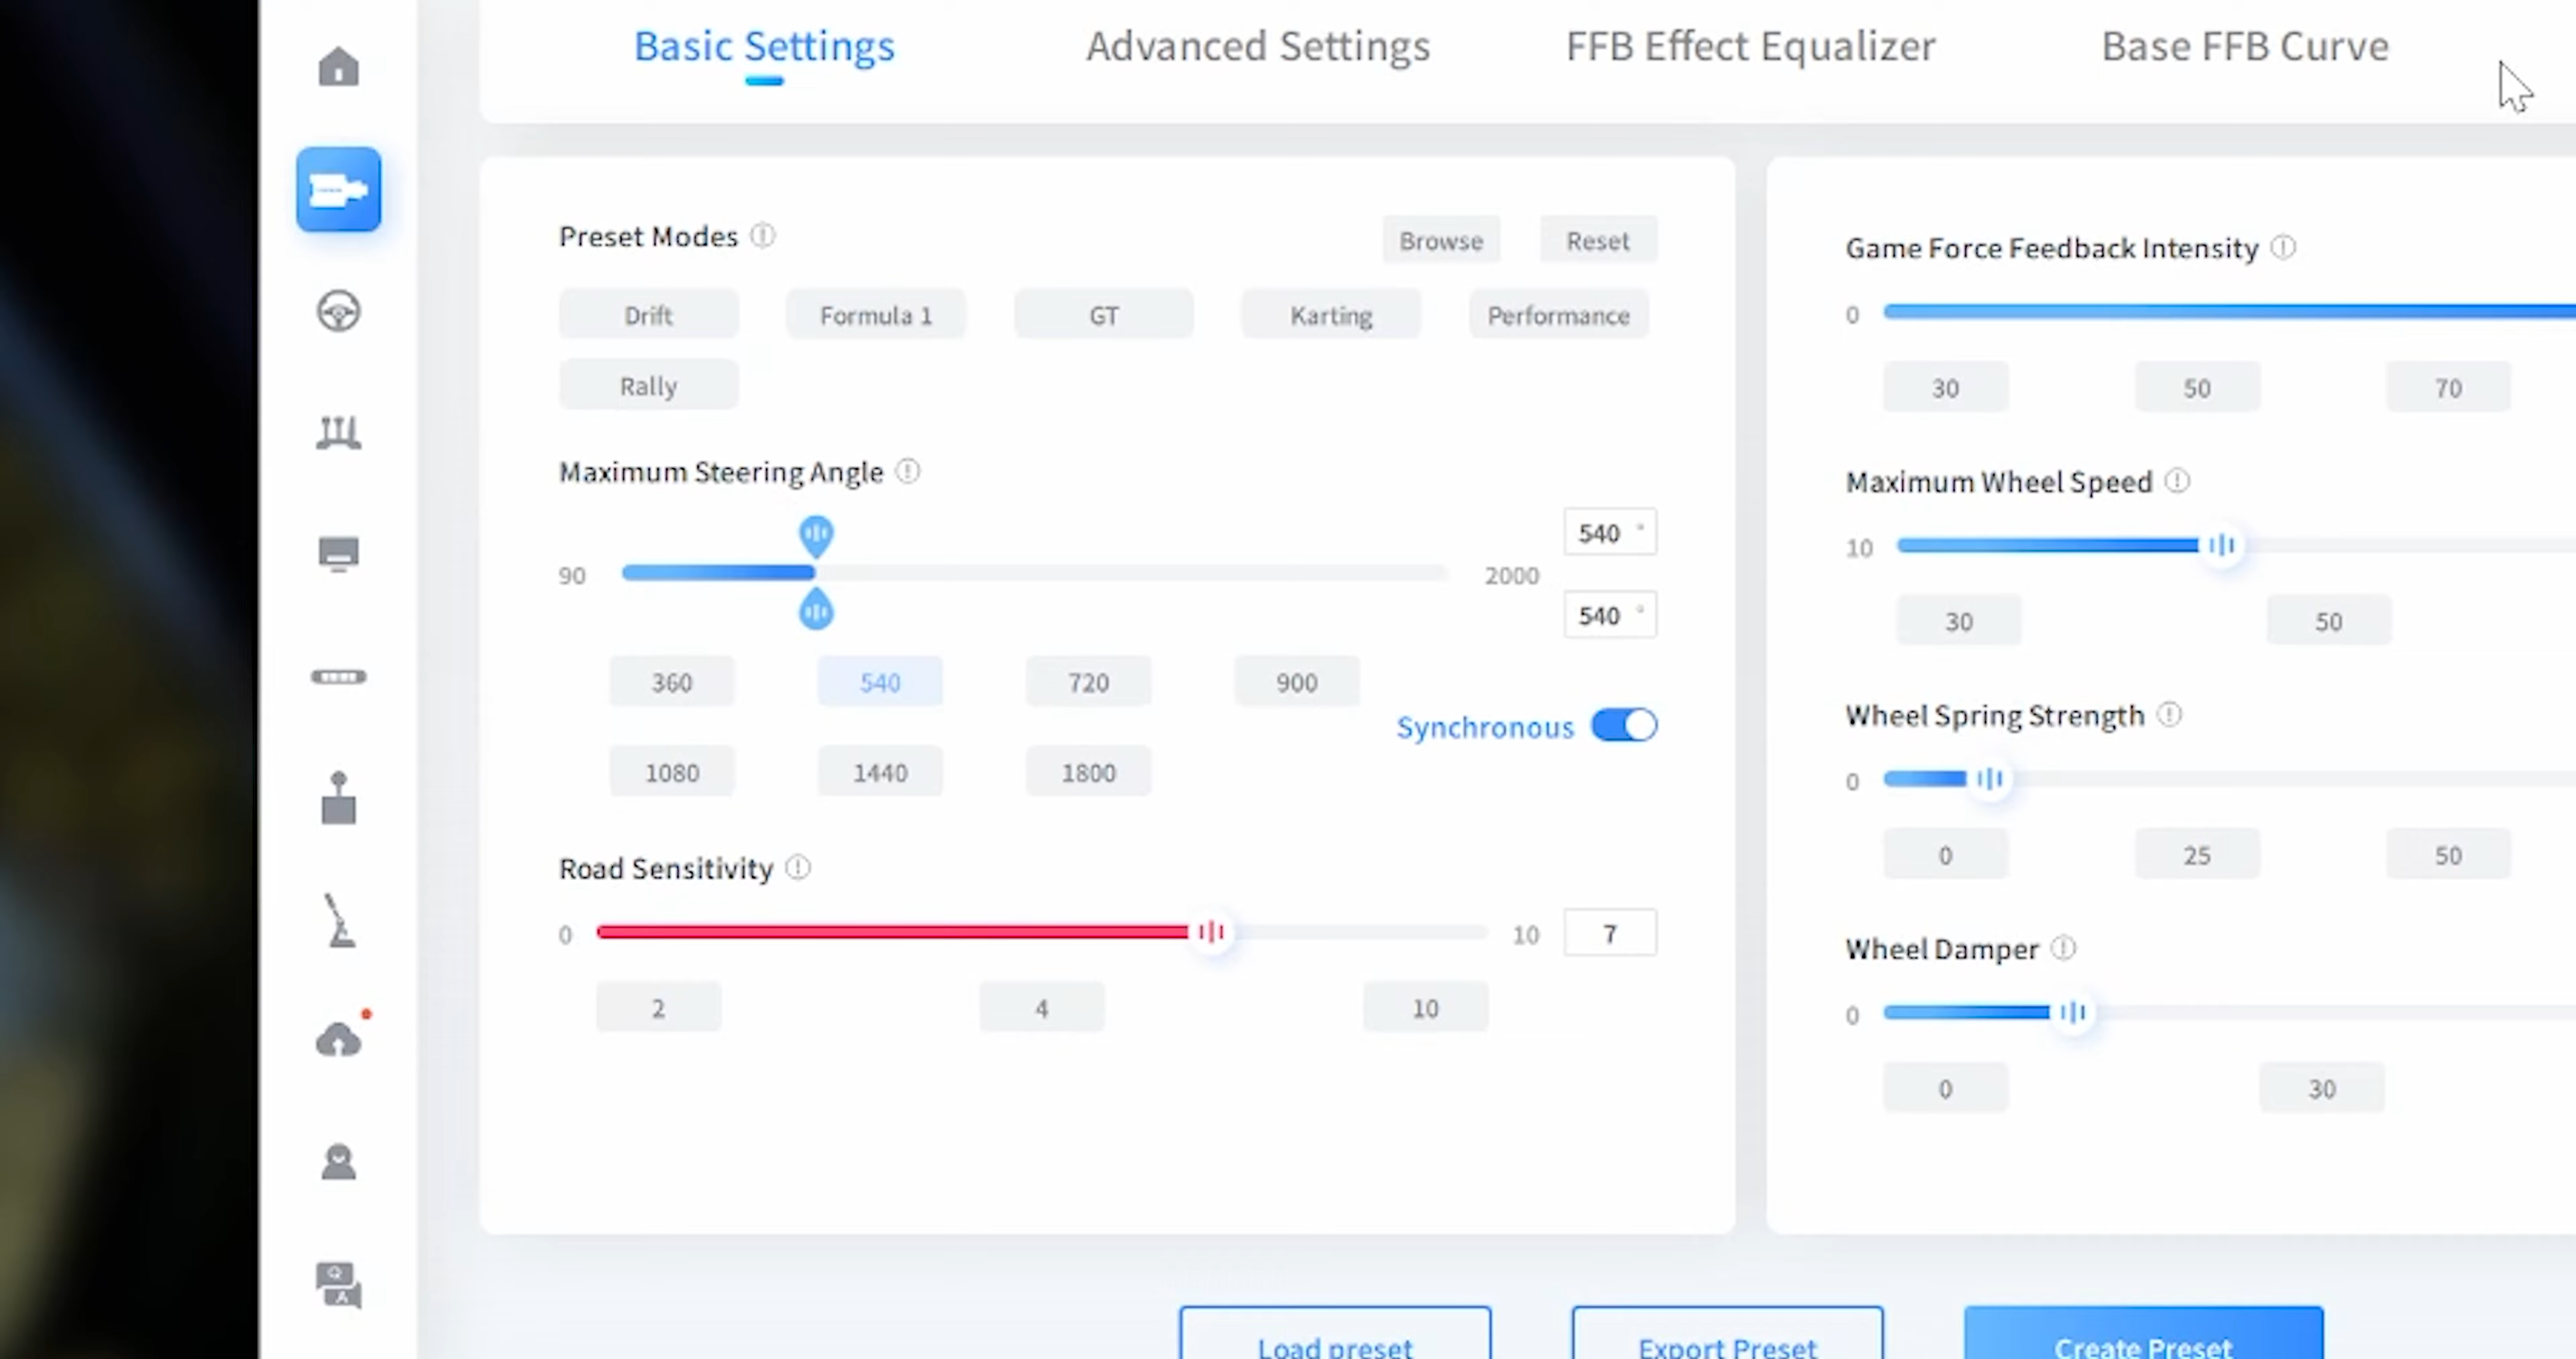 Basic Settings
Advanced Settings
FFB Effect Equalizer
Base FFB Curve
Preset Modes
Browse
Reset
Drift
Formula 1
GT
Karting
Performance
Rally
Maximum Steering Angle
540 °
90
2000
540 °
360
540
720
900
Synchronous
1080
1440
1800
Road Sensitivity
0
10
7
2
4
10
Game Force Feedback Intensity
0
30
50
70
Maximum Wheel Speed
10
30
50
Wheel Spring Strength
0
0
25
50
Wheel Damper
0
0
30
Load preset
Export Preset
Create Preset
Q
A